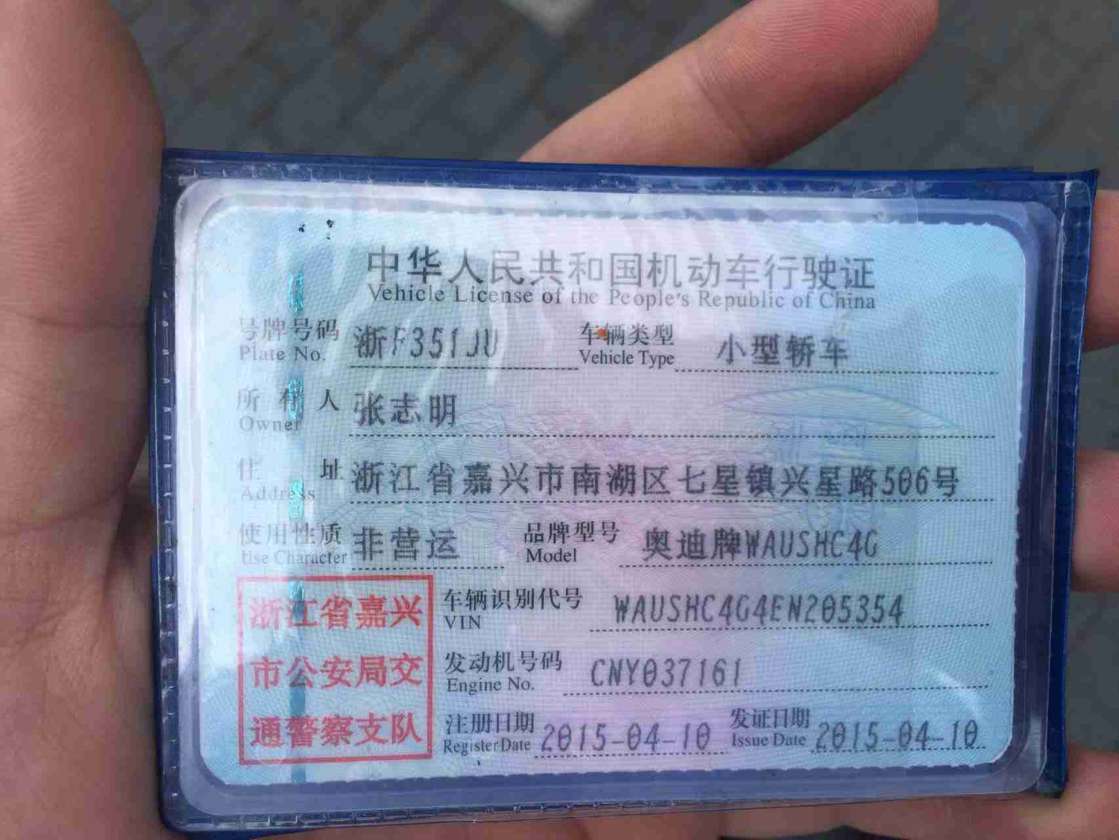 中华人民共和国机动车行驶证
Vehicle License of the People's Republic of China
号牌号码 浙F351JU 车辆类型 小型轿车
Plate No. Vehicle Type
所有人 张志明
Owner
住址 浙江省嘉兴市南湖区七星镇兴星路506号
Address
使用性质 非营运 品牌型号 奥迪牌WAUSHC4G
Use Character Model
浙江省嘉兴 车辆识别代号 WAUSHC4G4EN205354
VIN
市公安局交 发动机号码 CNY037161
Engine No.
通警察支队 注册日期 2015-04-10 发证日期 2015-04-10
Register Date Issue Date